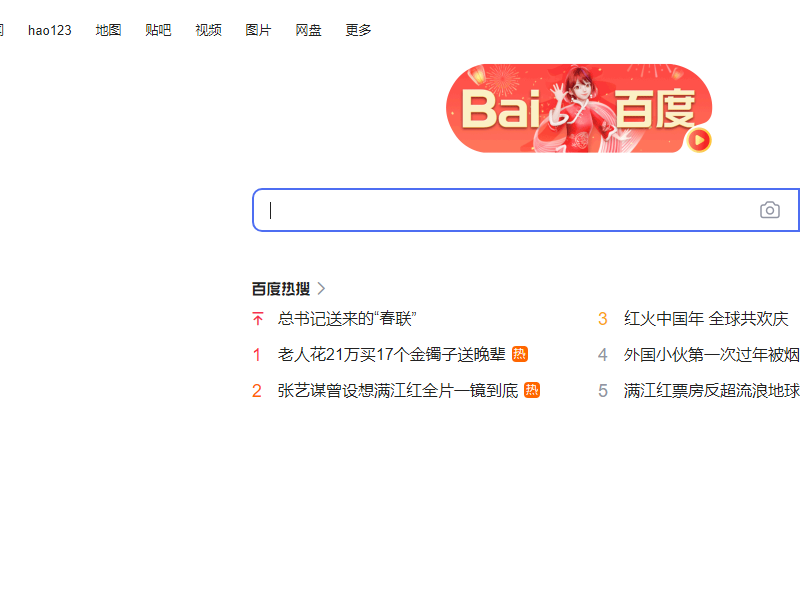 hao123 地图 贴吧 视频 图片 网盘 更多
Bai 百度
百度热搜
总书记送来的“春联”
1 老人花21万买17个金镯子送晚辈 热
2 张艺谋曾设想满江红全片一镜到底 热
3 红火中国年 全球共欢庆
4 外国小伙第一次过年被烟
5 满江红票房反超流浪地球